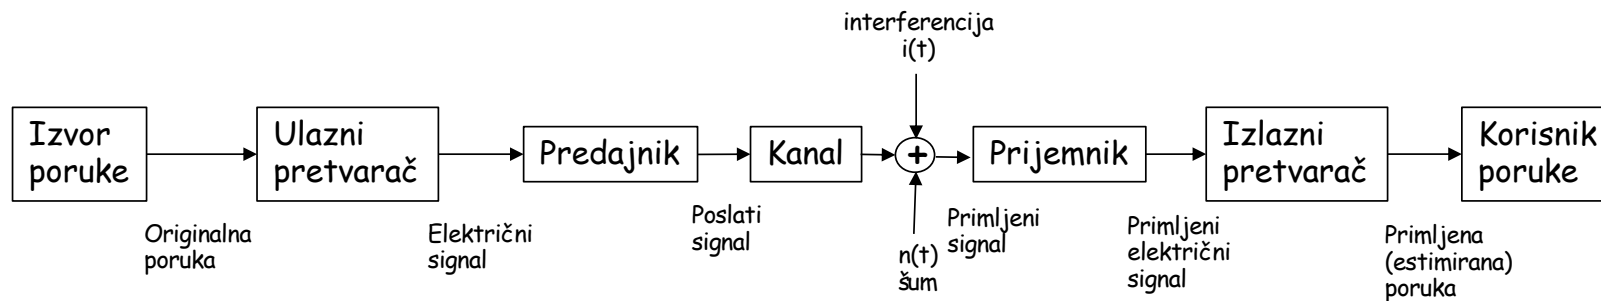 interferencija
i(t)
Izvor
poruke
Ulazni
pretvarač
Predajnik
Kanal
+
Prijemnik
Izlazni
pretvarač
Korisnik
poruke
Originalna
poruka
Električni
signal
Poslati
signal
n(t)
šum
Primljeni
signal
Primljeni
električni
signal
Primljena
(estimirana)
poruka